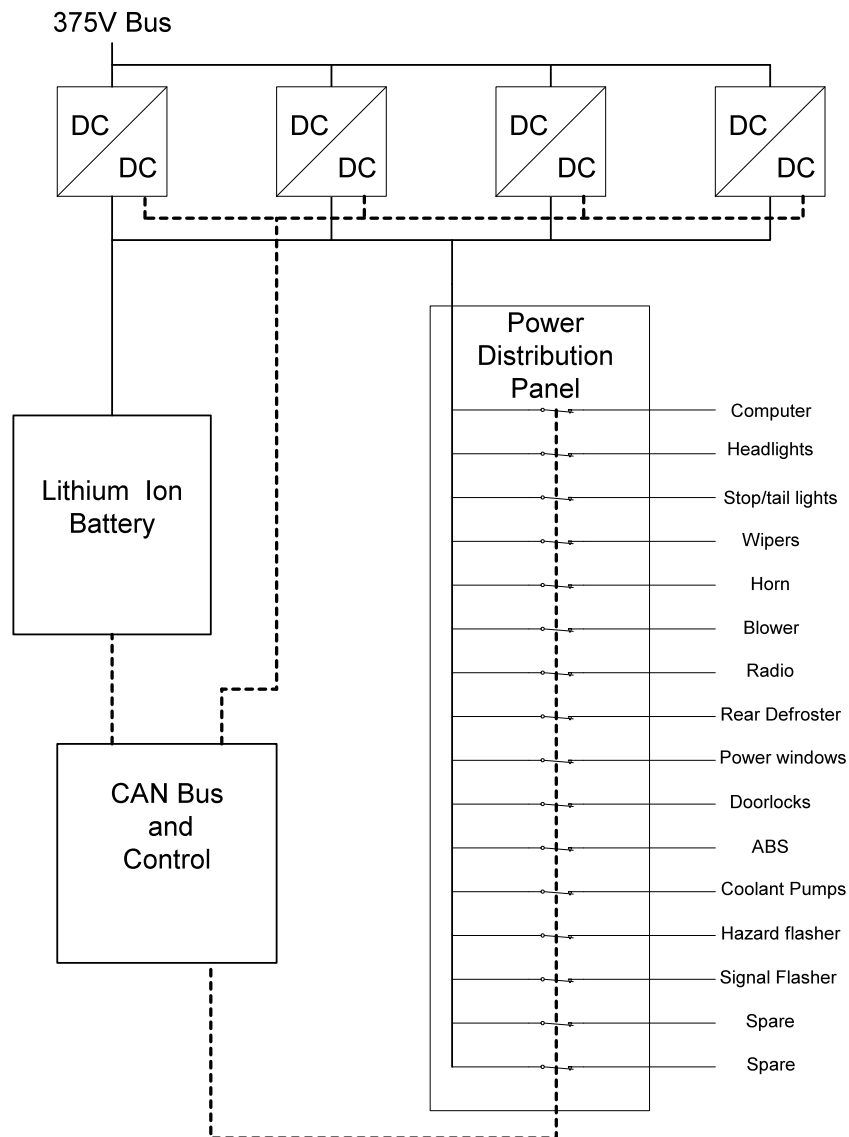 375V Bus
DC
DC
DC
DC
DC
DC
DC
DC
Power
Distribution
Panel
Computer
Headlights
Stop/tail lights
Wipers
Horn
Blower
Radio
Rear Defroster
Power windows
Doorlocks
ABS
Coolant Pumps
Hazard flasher
Signal Flasher
Spare
Spare
Lithium Ion
Battery
CAN Bus
and
Control